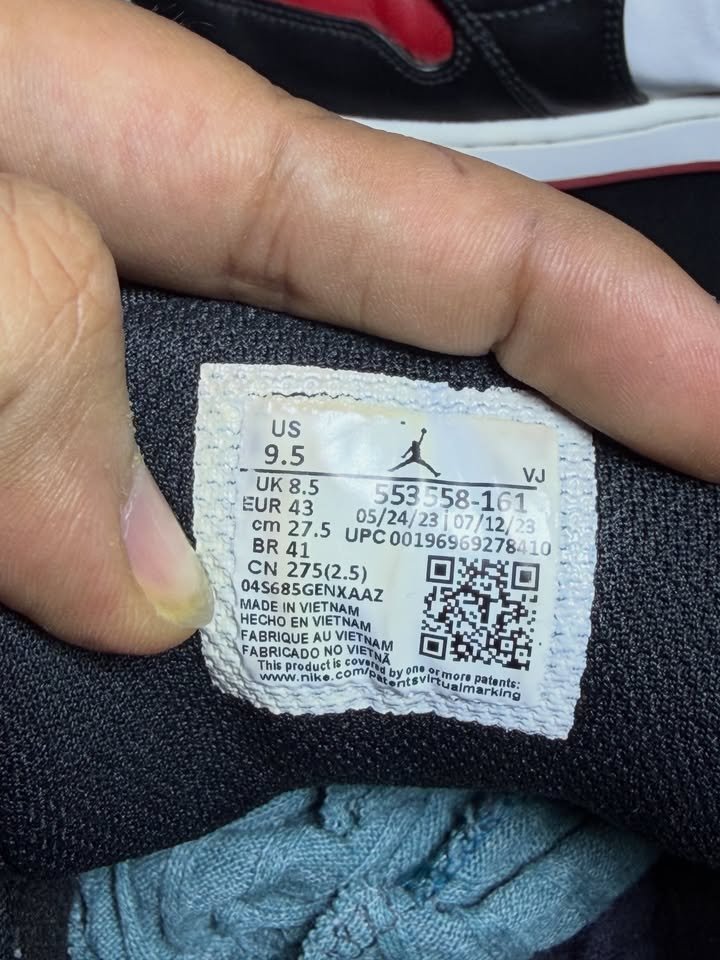 US
9.5
VJ
UK 8.5
553558-161
EUR 43
05/24/23 | 07/12/23
cm 27.5
UPC 00196969278410
BR 41
CN 275(2.5)
04S685GENXAAZ
MADE IN VIETNAM
HECHO EN VIETNAM
FABRIQUE AU VIETNAM
FABRICADO NO VIETNÃ
This product is covered by one or more patents:
www.nike.com/patentsvirtualmarking